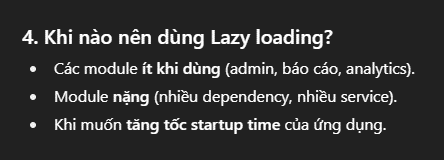 4. Khi nào nên dùng Lazy loading?
• Các module ít khi dùng (admin, báo cáo, analytics).
• Module nặng (nhiều dependency, nhiều service).
• Khi muốn tăng tốc startup time của ứng dụng.